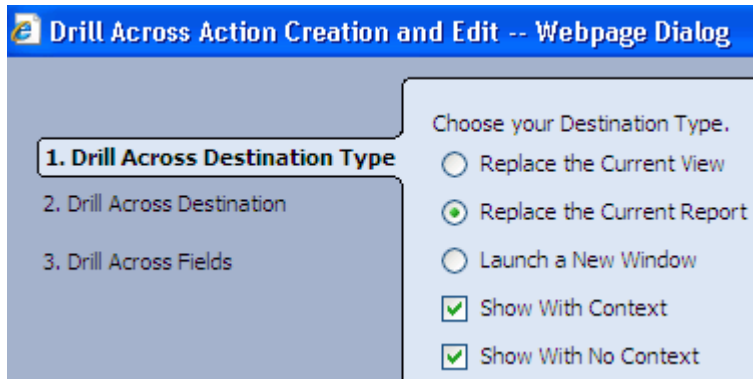 Drill Across Action Creation and Edit -- Webpage Dialog
1. Drill Across Destination Type
2. Drill Across Destination
3. Drill Across Fields
Choose your Destination Type.
Replace the Current View
Replace the Current Report
Launch a New Window
Show With Context
Show With No Context